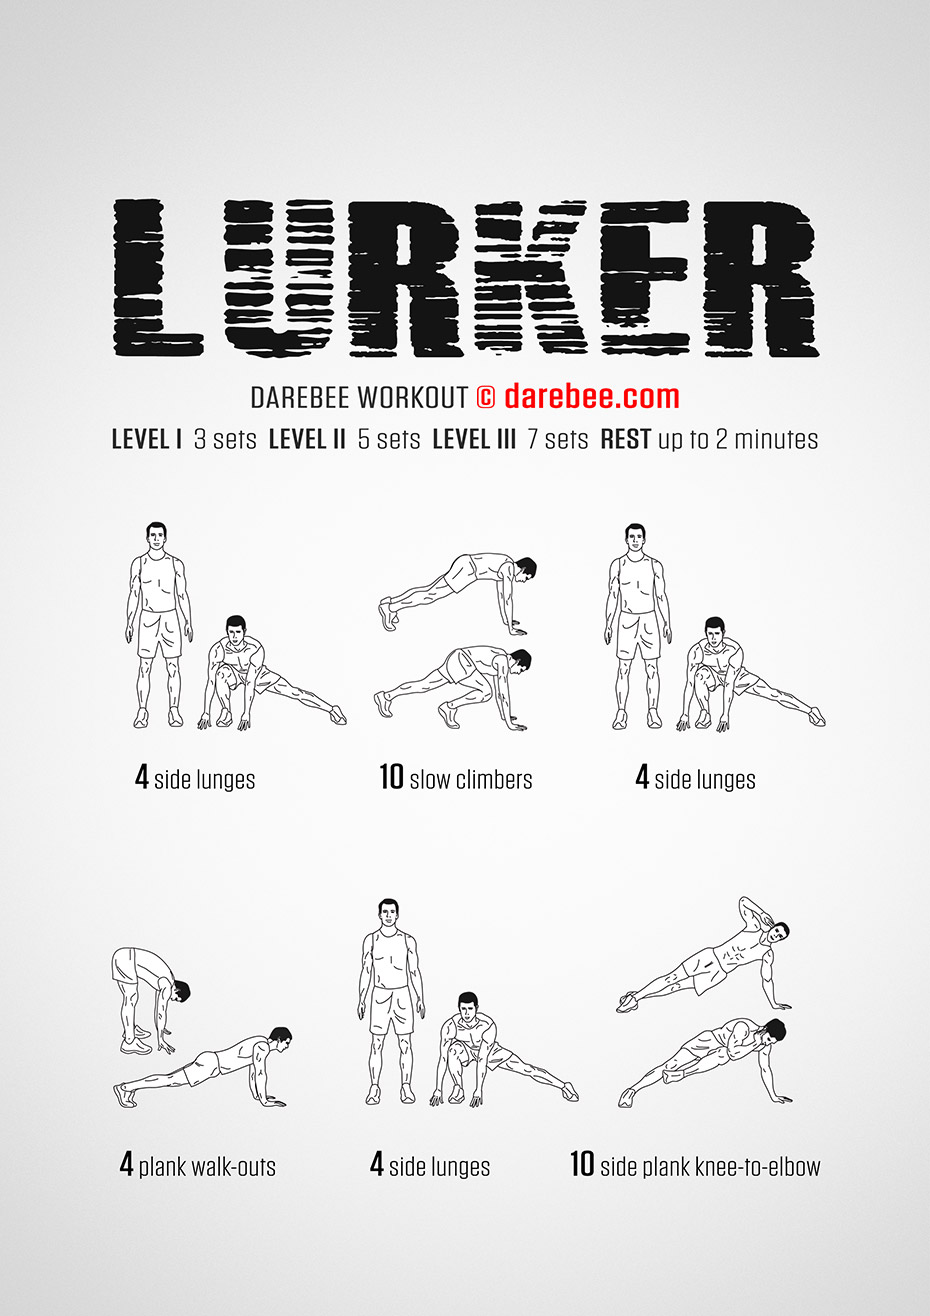 LURKER
DAREBEE WORKOUT © darebee.com
LEVEL I 3 sets LEVEL II 5 sets LEVEL III 7 sets REST up to 2 minutes
4 side lunges
10 slow climbers
4 side lunges
4 plank walk-outs
4 side lunges
10 side plank knee-to-elbow